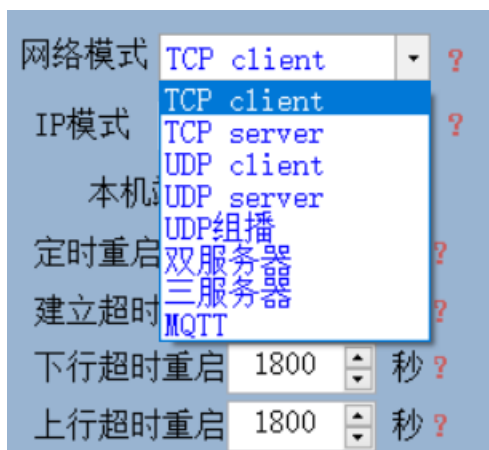 网络模式 TCP client ?
TCP client
IP模式 TCP server ?
UDP client
本机 UDP server
UDP组播
定时重启 双服务器 ?
三服务器
建立超时 MQTT ?
下行超时重启 1800 秒 ?
上行超时重启 1800 秒 ?